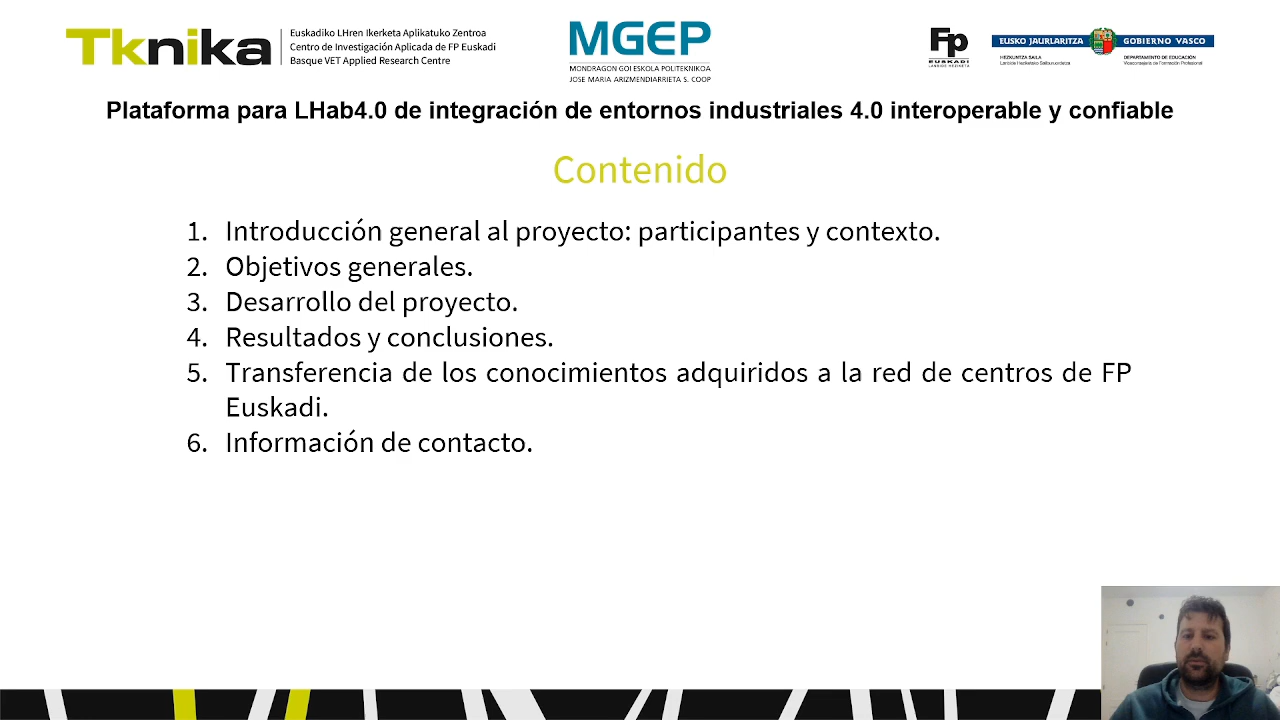 Tknika
Euskadiko LHren Ikerketa Aplikatuko Zentroa
Centro de Investigación Aplicada de FP Euskadi
Basque VET Applied Research Centre
MGEP
MONDRAGON GOI ESKOLA POLITEKNIKOA
JOSE MARIA ARIZMENDIARRIETA S. COOP
Fp
EUSKADI
LANBIDE HEZIKETA
EUSKO JAURLARITZA
GOBIERNO VASCO
HEZKUNTZA SAILA
Lanbide Heziketako Sailburuordetza
DEPARTAMENTO DE EDUCACIÓN
Viceconsejería de Formación Profesional
Plataforma para LHab4.0 de integración de entornos industriales 4.0 interoperable y confiable
Contenido
1. Introducción general al proyecto: participantes y contexto.
2. Objetivos generales.
3. Desarrollo del proyecto.
4. Resultados y conclusiones.
5. Transferencia de los conocimientos adquiridos a la red de centros de FP
Euskadi.
6. Información de contacto.